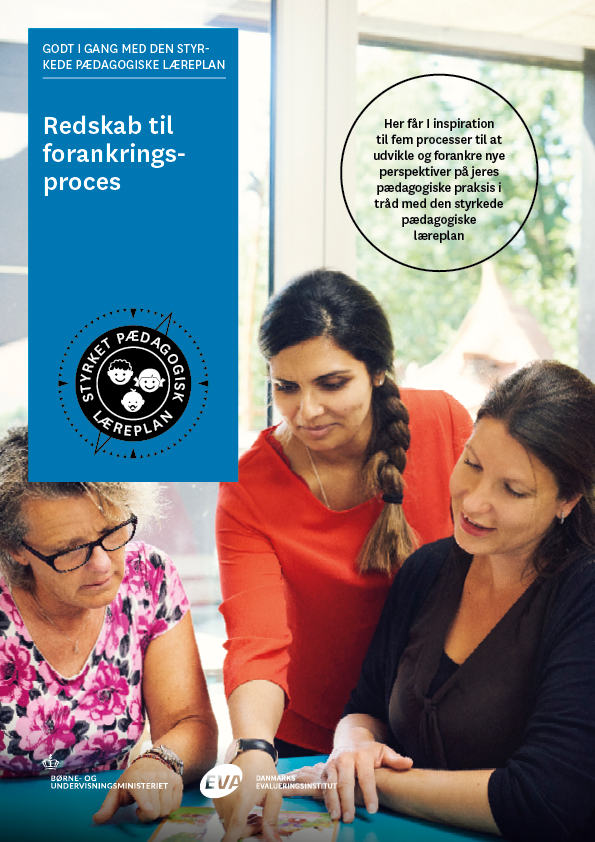 GODT I GANG MED DEN STYR-
KEDE PÆDAGOGISKE LÆREPLAN
Redskab til
forankrings-
proces
Her får I inspiration
til fem processer til at
udvikle og forankre nye
perspektiver på jeres
pædagogiske praksis i
tråd med den styrkede
pædagogiske
læreplan
STYRKET PÆDAGOGISK
LÆREPLAN
BØRNE- OG
UNDERVISNINGSMINISTERIET
EVA
DANMARKS
EVALUERINGSINSTITUT